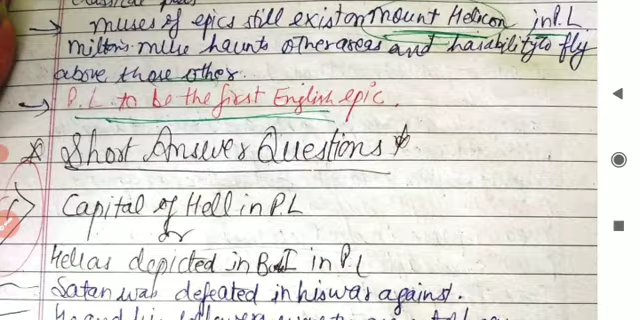 → muses of epics still exist on Mount Helicon in P.L
Milton's muse haunts other areas and has ability to fly
above those other.
→ P.L. to be the first English epic.
* Short Answer Questions *
Capital of Hell in P.L
or
Hell as depicted in Book I in P.L
Satan was defeated in his war against.